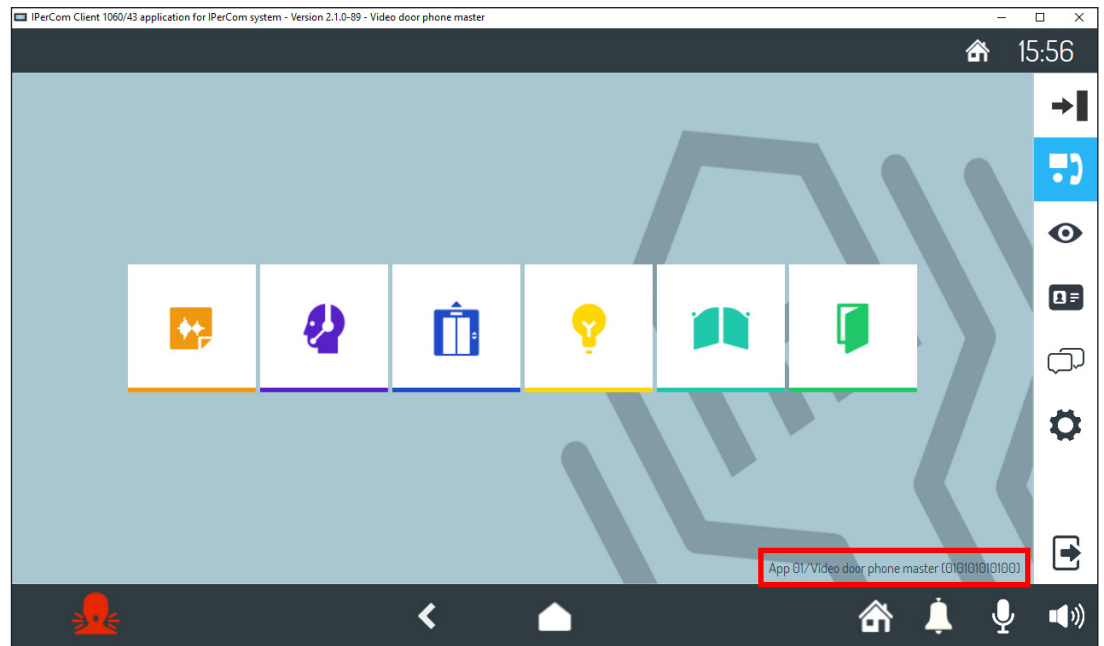 IPerCom Client 1060/43 application for IPerCom system - Version 2.1.0-89 - Video door phone master
15:56
App 01/Video door phone master (010101010100)